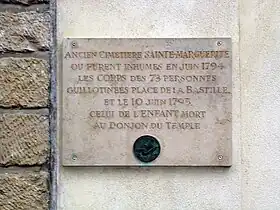 ANCIEN CIMETIÈRE SAINTE-MARGUERITE
OÙ FURENT INHUMÉS EN JUIN 1794
LES CORPS DES 73 PERSONNES
GUILLOTINÉES PLACE DE LA BASTILLE,
ET LE 10 JUIN 1795,
CELUI DE L'ENFANT MORT
AU DONJON DU TEMPLE